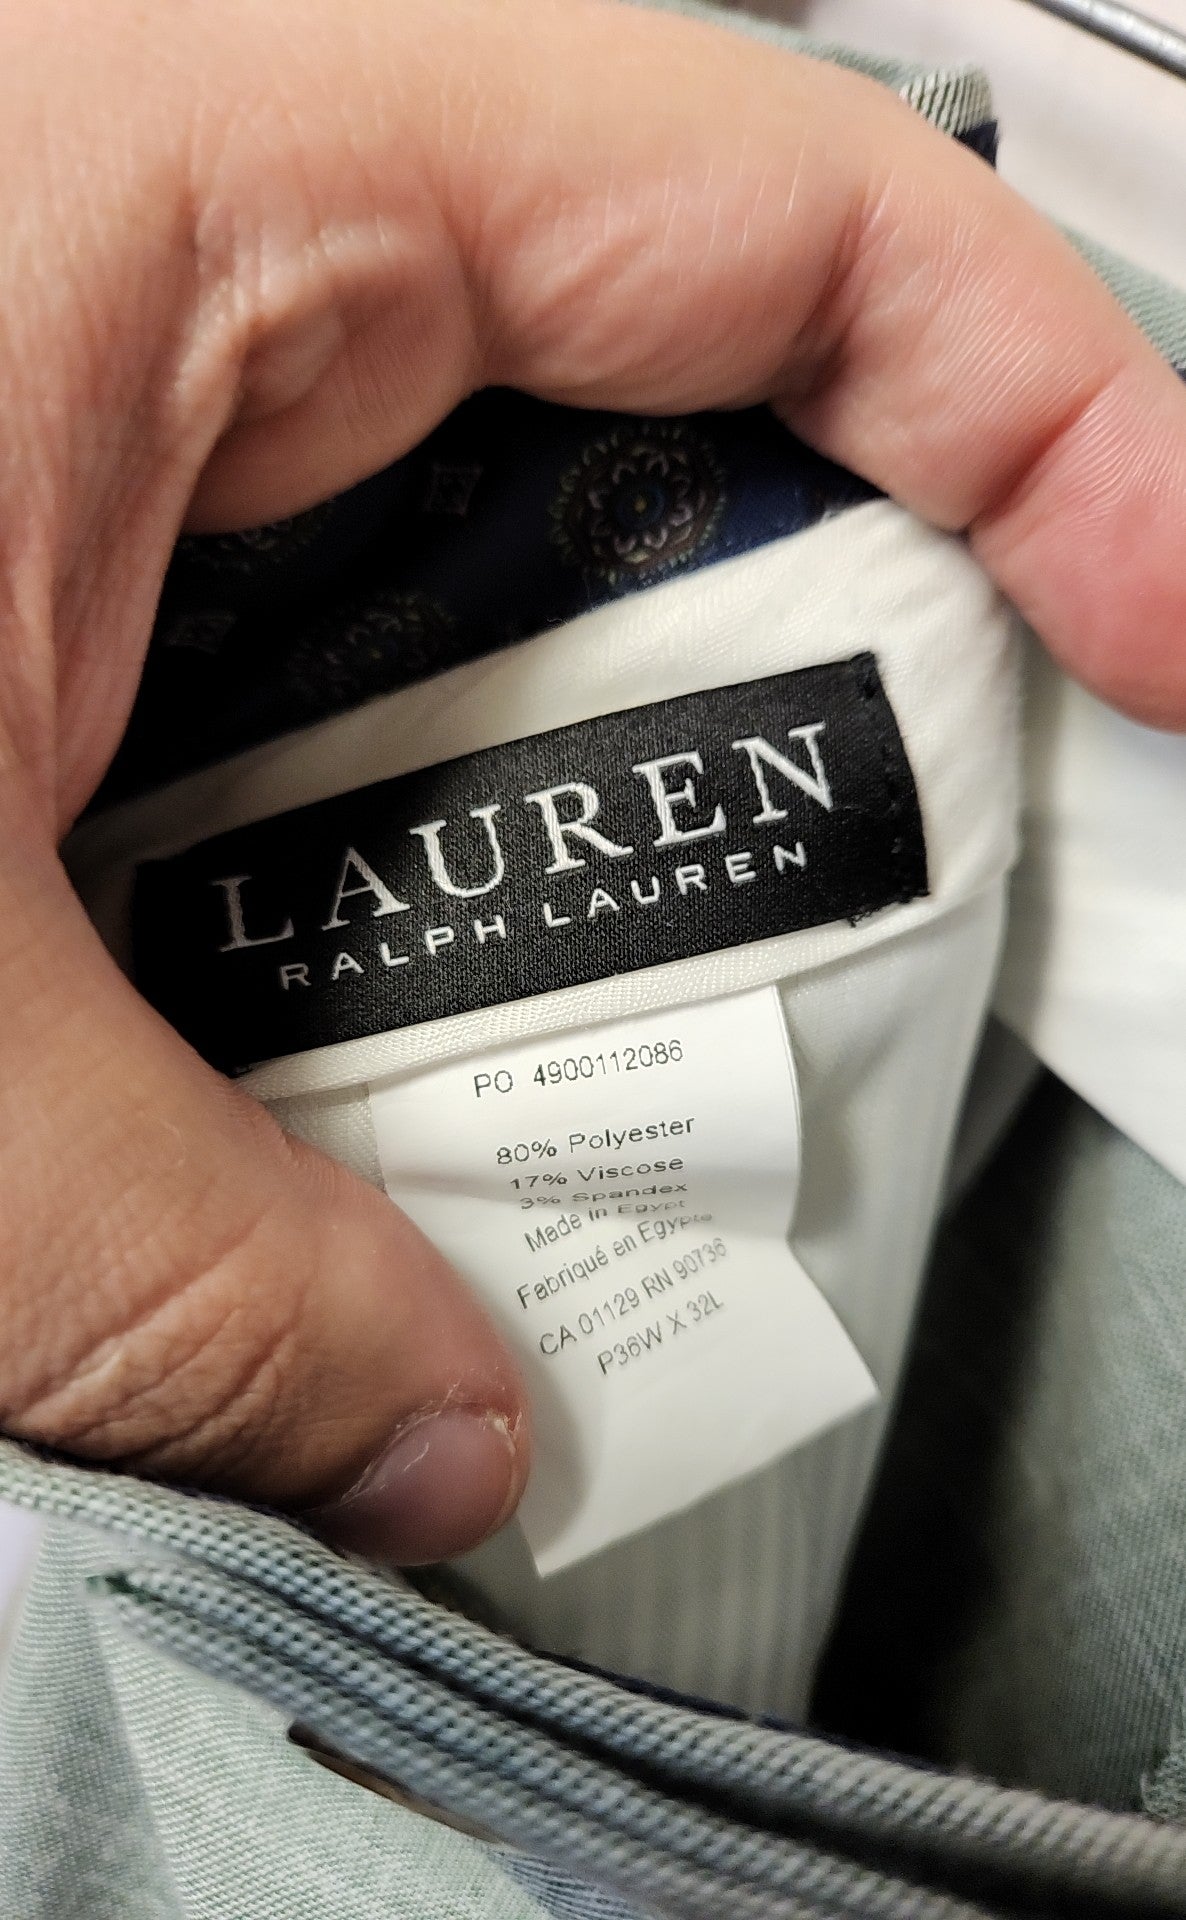 LAUREN
RALPH LAUREN
PO 4900112086
80% Polyester
17% Viscose
3% Spandex
Made in Egypt
Fabriqué en Egypte
CA 01129 RN 90736
P36W X 32L